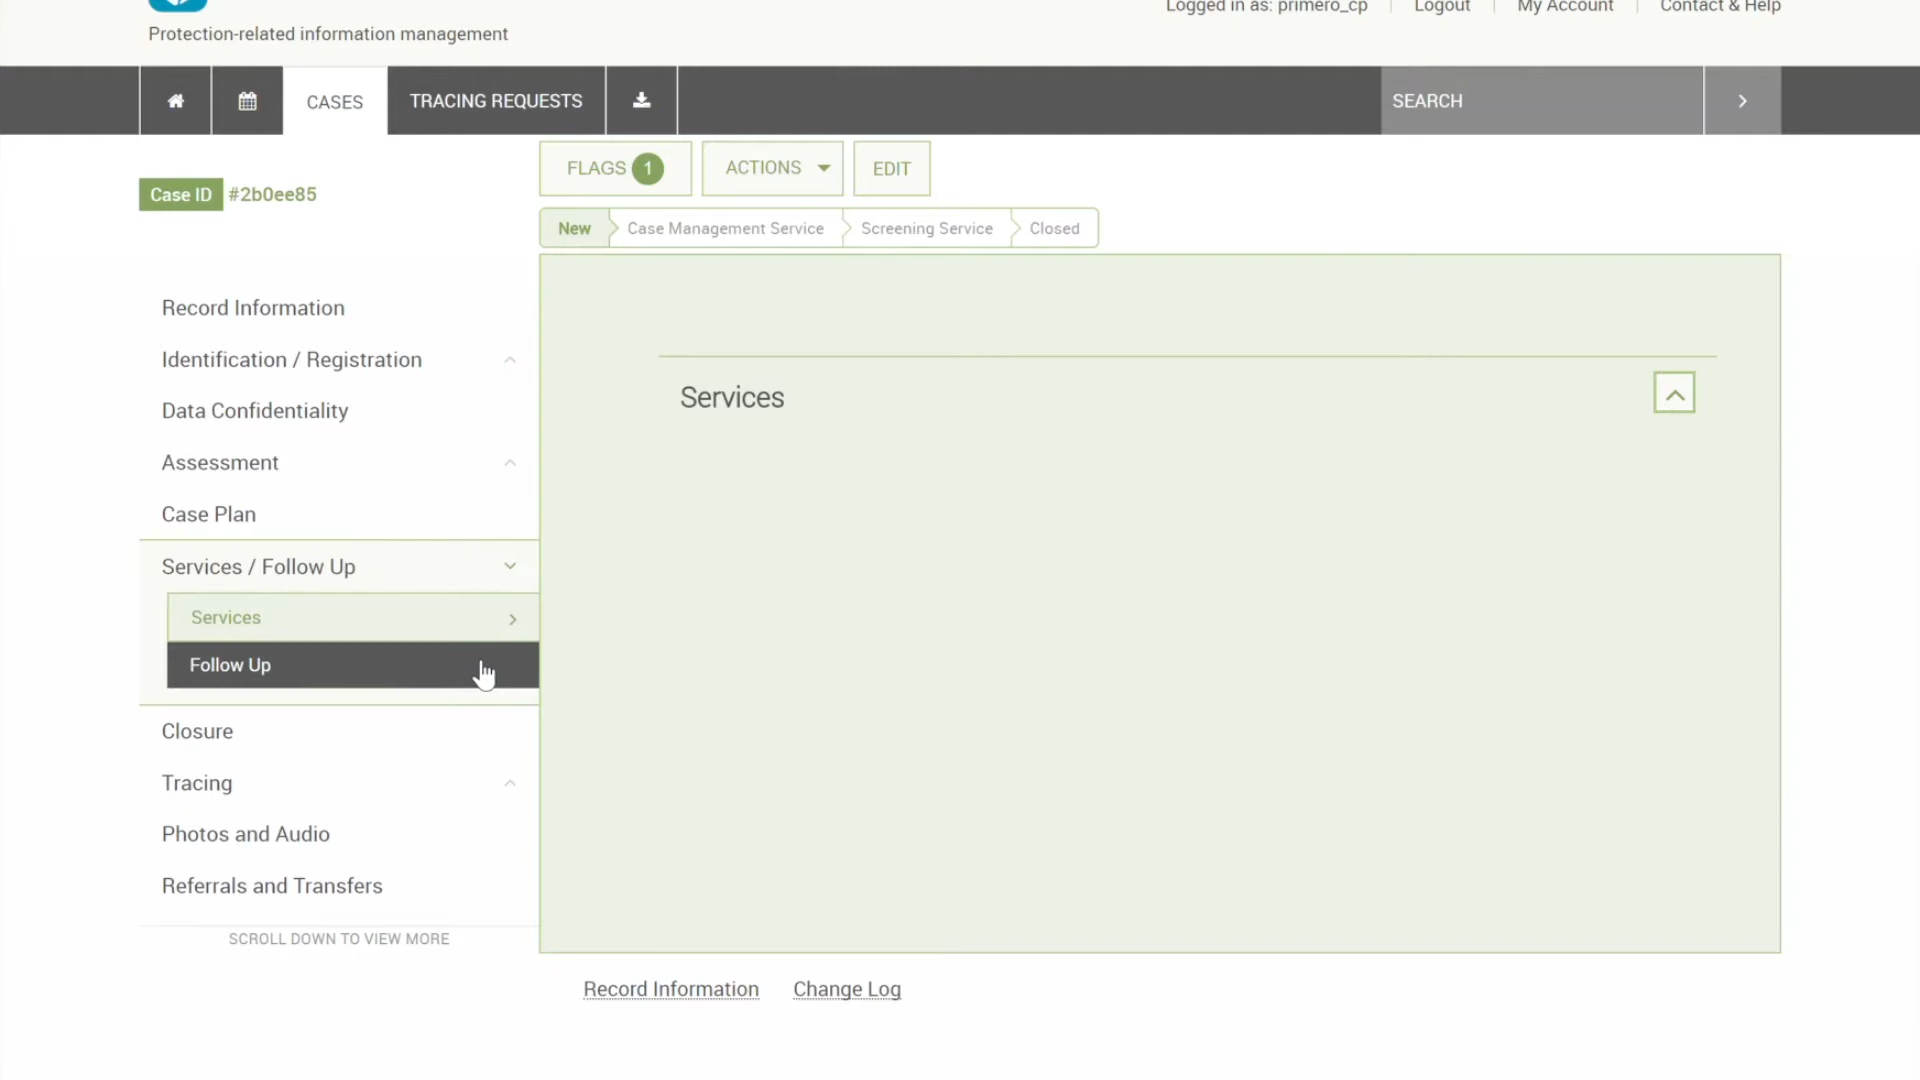 Logged in as: primero_cp
Logout
My Account
Contact & Help
Protection-related information management
CASES
TRACING REQUESTS
SEARCH
FLAGS 1
ACTIONS
EDIT
Case ID #2b0ee85
New
Case Management Service
Screening Service
Closed
Record Information
Identification / Registration
Data Confidentiality
Assessment
Case Plan
Services / Follow Up
Services
Follow Up
Closure
Tracing
Photos and Audio
Referrals and Transfers
SCROLL DOWN TO VIEW MORE
Services
Record Information
Change Log